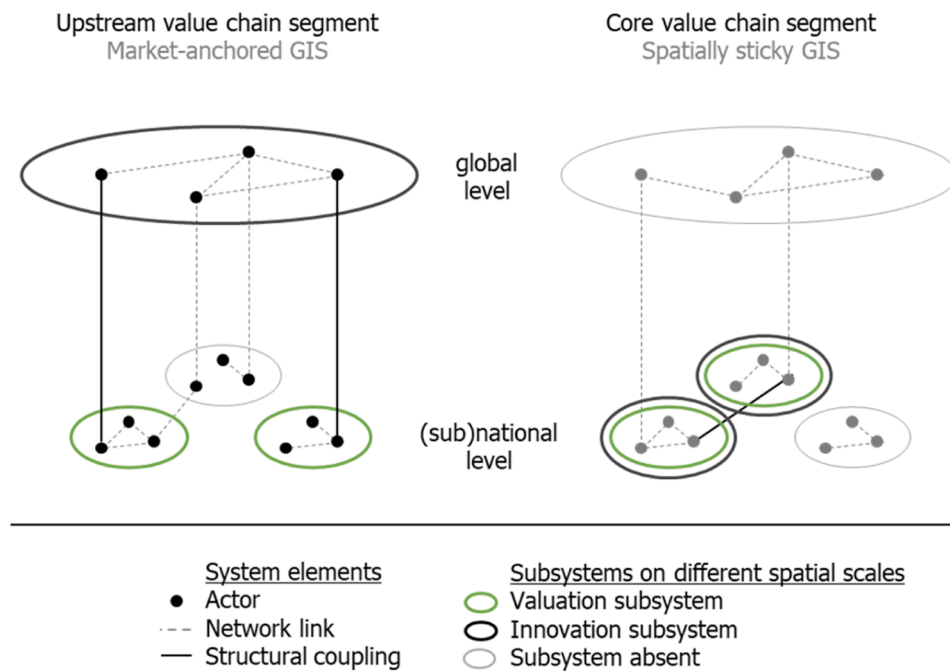 Upstream value chain segment
Market-anchored GIS
Core value chain segment
Spatially sticky GIS
global
level
(sub)national
level
System elements
Actor
Network link
Structural coupling
Subsystems on different spatial scales
Valuation subsystem
Innovation subsystem
Subsystem absent